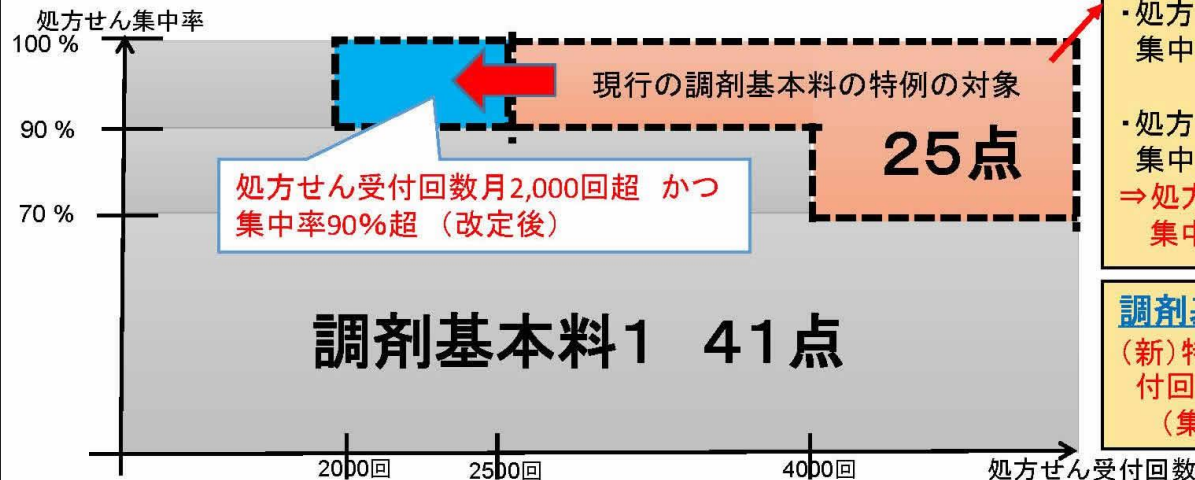 処方せん集中率
100 %
90 %
70 %
現行の調剤基本料の特例の対象
25点
処方せん受付回数月2,000回超 かつ
集中率90%超 （改定後）
調剤基本料1 41点
2000回
2500回
4000回
処方せん受付回数
・処方
集中
・処方
集中
⇒処方
集中
調剤
（新）特
付回
（集